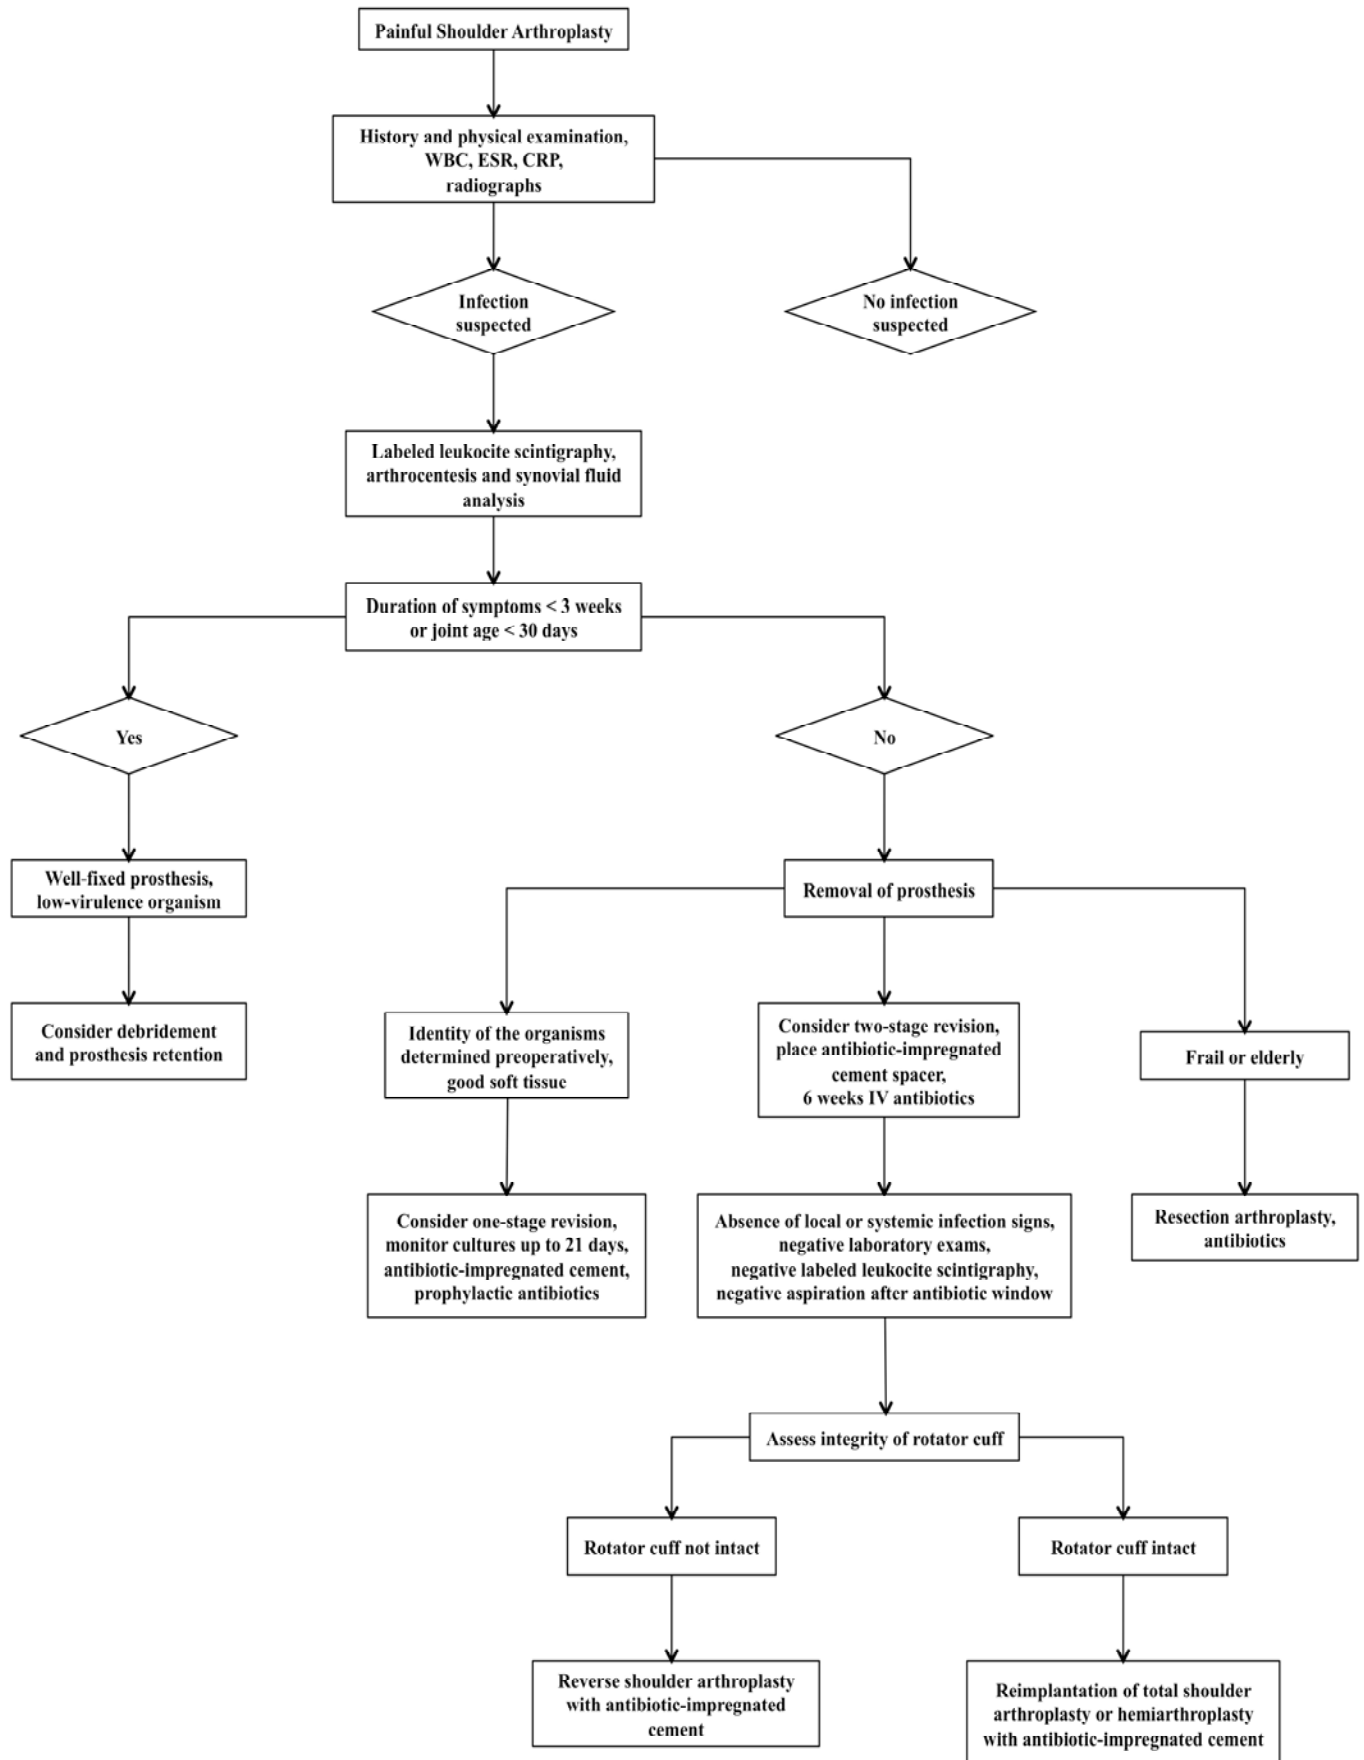 Painful Shoulder Arthroplasty
History and physical examination,
WBC, ESR, CRP,
radiographs
Infection
suspected
No infection
suspected
Labeled leukocite scintigraphy,
arthrocentesis and synovial fluid
analysis
Duration of symptoms < 3 weeks
or joint age < 30 days
Yes
No
Well-fixed prosthesis,
low-virulence organism
Removal of prosthesis
Consider debridement
and prosthesis retention
Identity of the organisms
determined preoperatively,
good soft tissue
Consider two-stage revision,
place antibiotic-impregnated
cement spacer,
6 weeks IV antibiotics
Frail or elderly
Consider one-stage revision,
monitor cultures up to 21 days,
antibiotic-impregnated cement,
prophylactic antibiotics
Absence of local or systemic infection signs,
negative laboratory exams,
negative labeled leukocite scintigraphy,
negative aspiration after antibiotic window
Resection arthroplasty,
antibiotics
Assess integrity of rotator cuff
Rotator cuff not intact
Rotator cuff intact
Reverse shoulder arthroplasty
with antibiotic-impregnated
cement
Reimplantation of total shoulder
arthroplasty or hemiarthroplasty
with antibiotic-impregnated cement